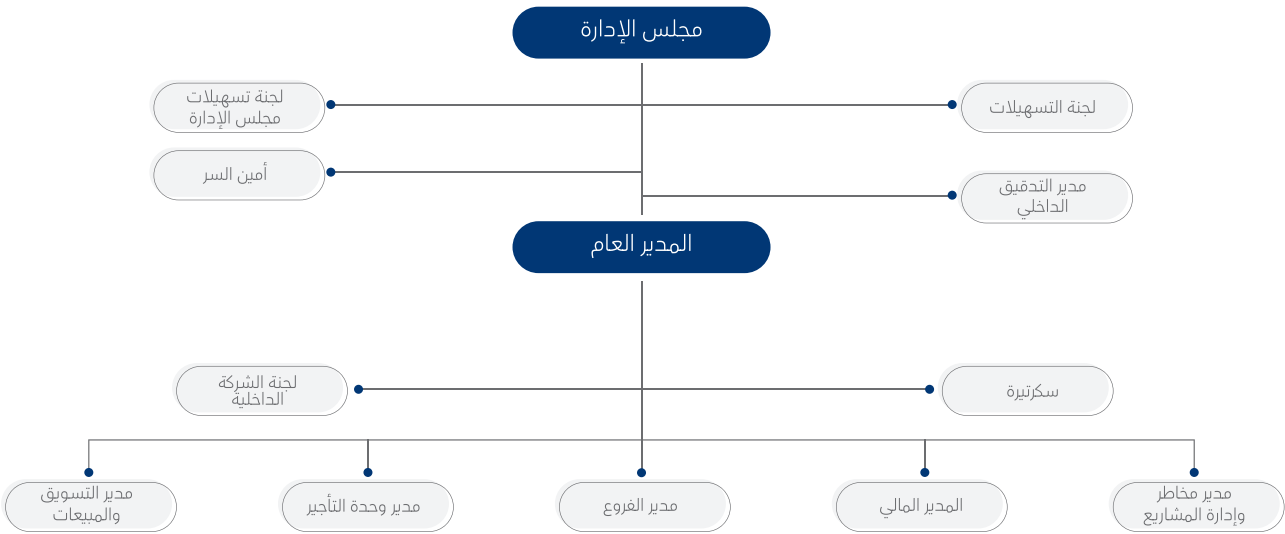 مجلس الإدارة
لجنة التسهيلات
لجنة تسهيلات
مجلس الإدارة
أمين السر
مدير التدقيق
الداخلي
المدير العام
سكرتيرة
لجنة الشركة
الداخلية
مدير مخاطر
وإدارة المشاريع
المدير المالي
مدير الفروع
مدير وحدة التأجير
مدير التسويق
والمبيعات